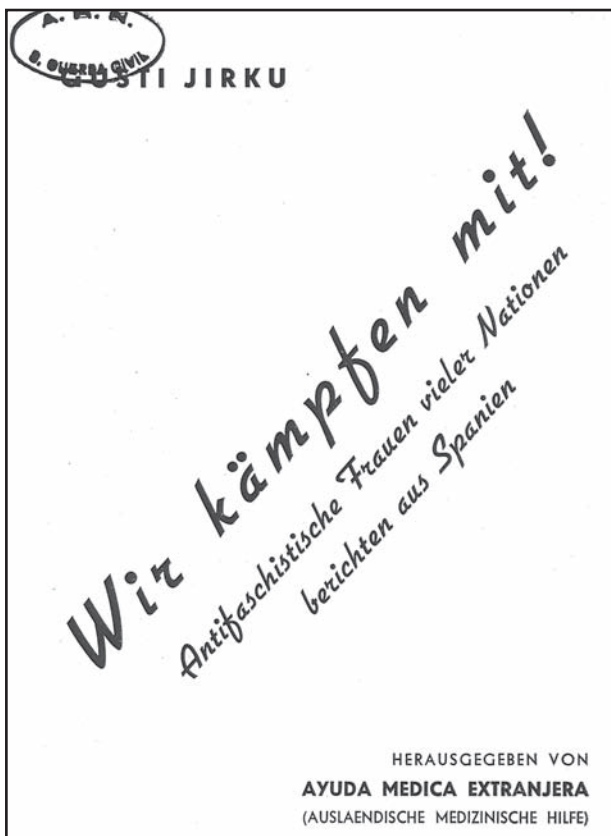 A. H. N.
S. GUERRA CIVIL
GUSTI JIRKU
Wir kämpfen mit!
Antifaschistische Frauen vieler Nationen
berichten aus Spanien
HERAUSGEGEBEN VON
AYUDA MEDICA EXTRANJERA
(AUSLAENDISCHE MEDIZINISCHE HILFE)